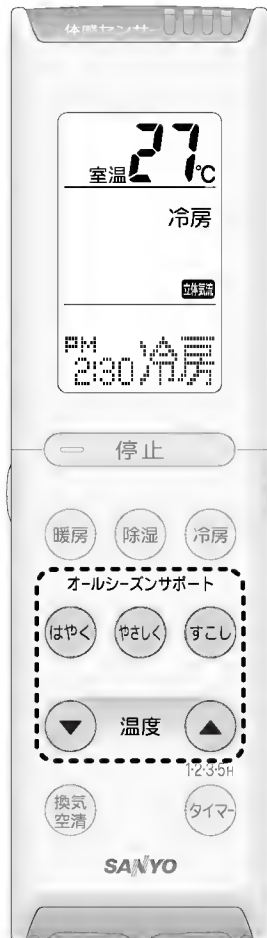 体感センサー
室温27℃
冷房
立体気流
PM
2:30 冷房
停止
暖房 除湿 冷房
オールシーズンサポート
はやく やさしく すこし
▼ 温度 ▲
1・2・3・5H
換気
空清 タイマー
SANYO